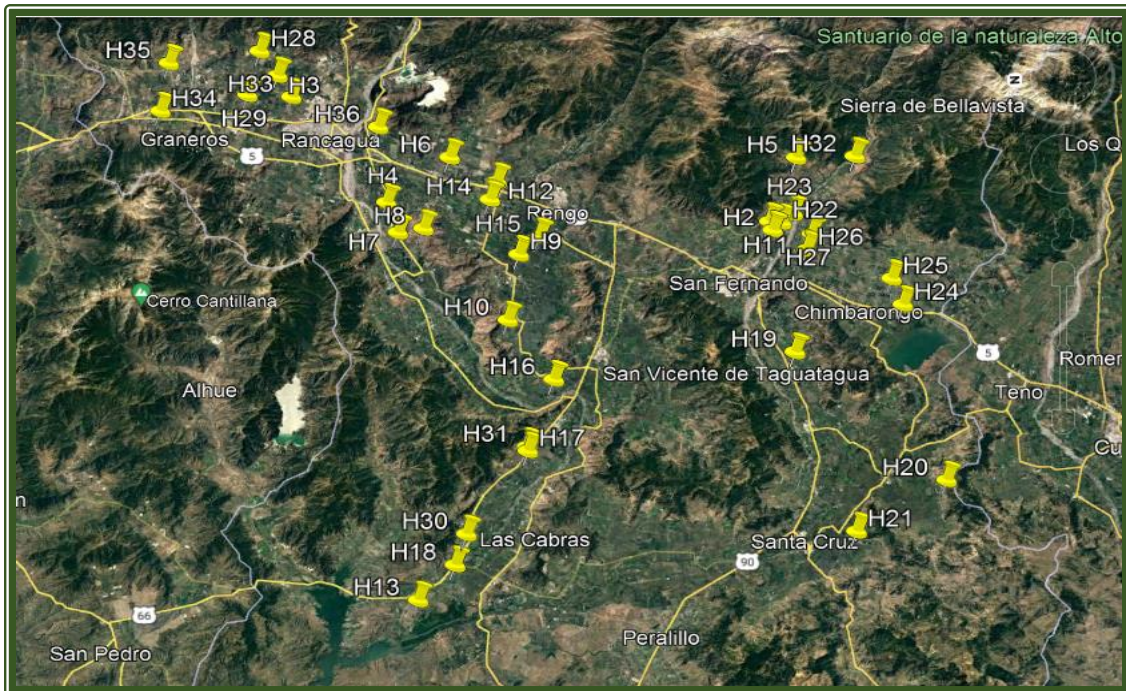 Santuario de la naturaleza Alto
H28
H35
N
H33
H3
Sierra de Bellavista
H34
H29
H36
Graneros
Rancagua
H6
H5
H32
Los Q
5
H4
H14
H12
H23
H15
Rengo
H2
H22
H8
H7
H9
H11
H26
H27
H25
San Fernando
H24
Cerro Cantillana
H10
Chimbarongo
H19
5
H16
San Vicente de Taguatagua
Romer
Alhue
Teno
H31
H17
Cu
H20
n
H30
Las Cabras
H21
H18
Santa Cruz
90
H13
66
Peralillo
San Pedro